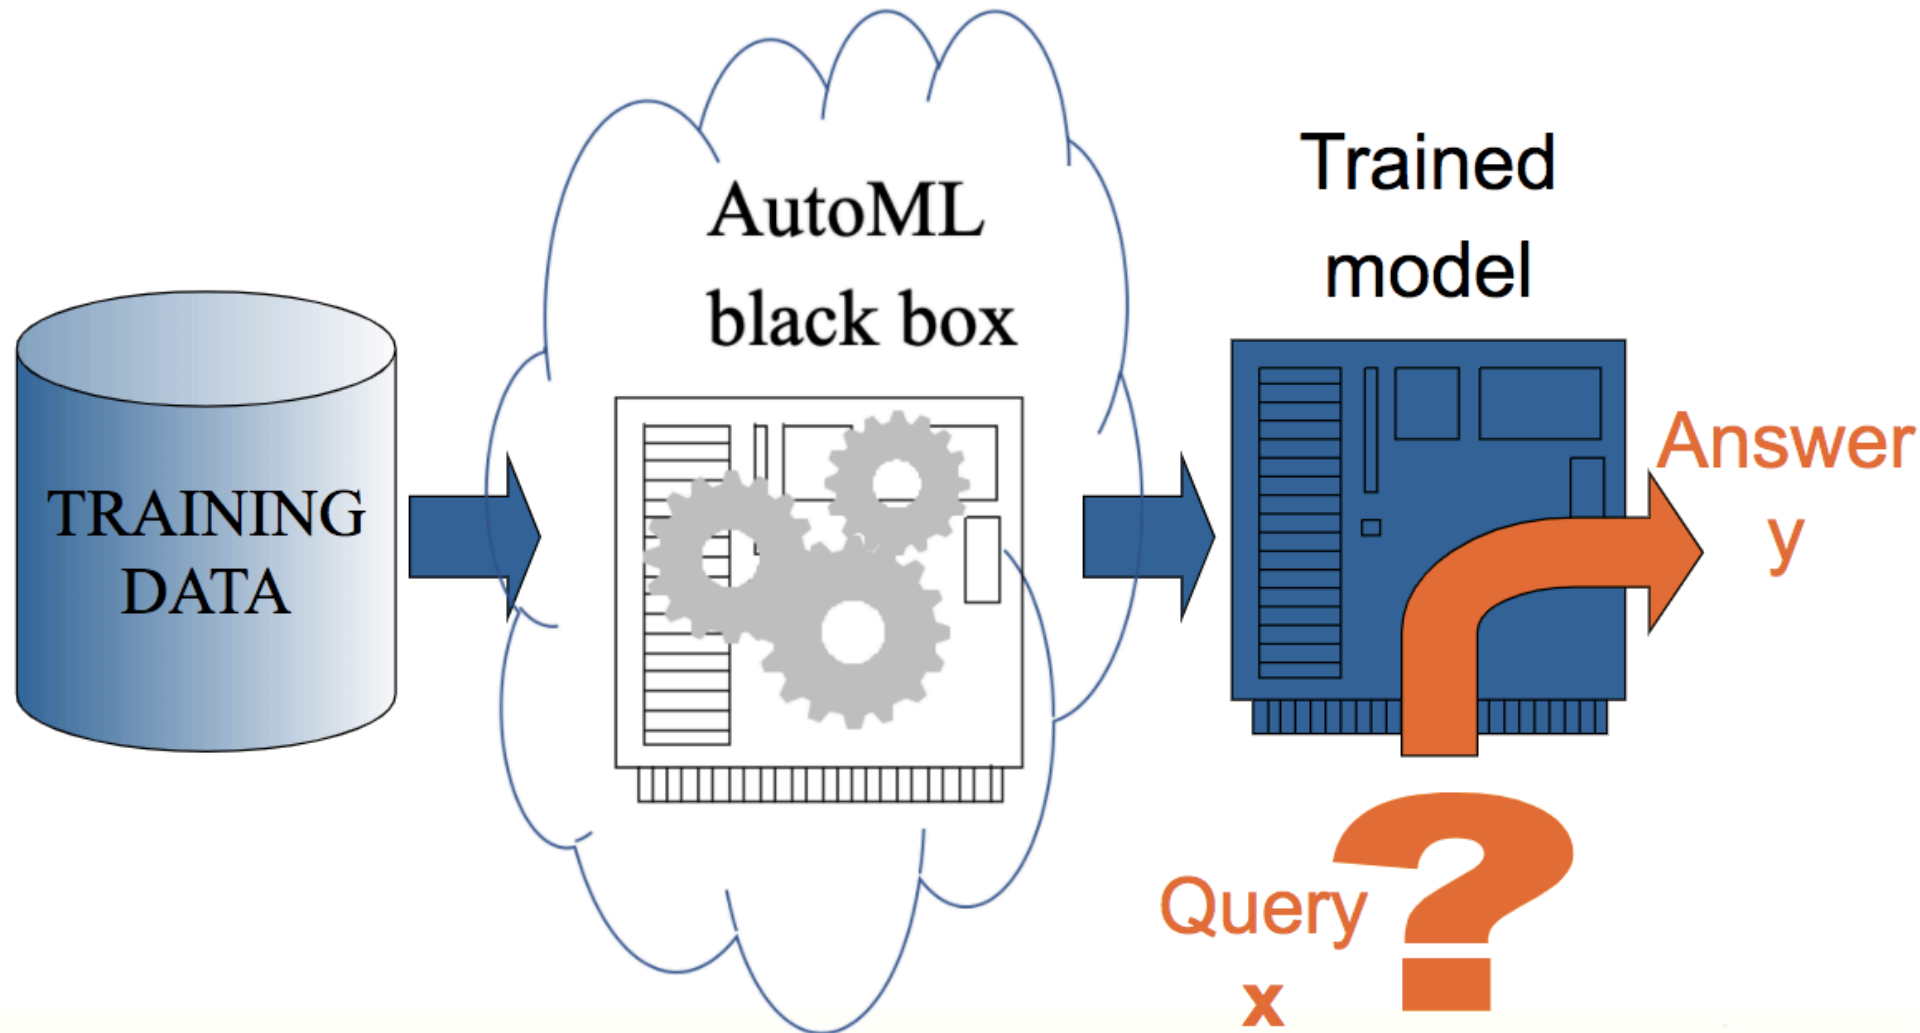 TRAINING
DATA
AutoML
black box
Trained
model
Answer
y
Query
x
?